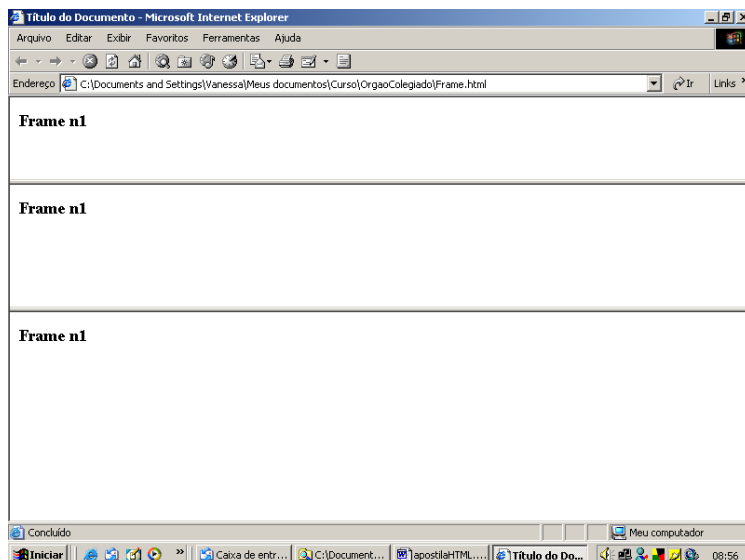 Título do Documento - Microsoft Internet Explorer
Arquivo Editar Exibir Favoritos Ferramentas Ajuda
Endereço C:\Documents and Settings\Vanessa\Meus documentos\Curso\OrgaoColegiado\Frame.html Ir Links »
Frame n1
Frame n1
Frame n1
Concluído Meu computador
Iniciar » Caixa de entr... C:\Document... apostilaHTML.... Título do Do... 08:56